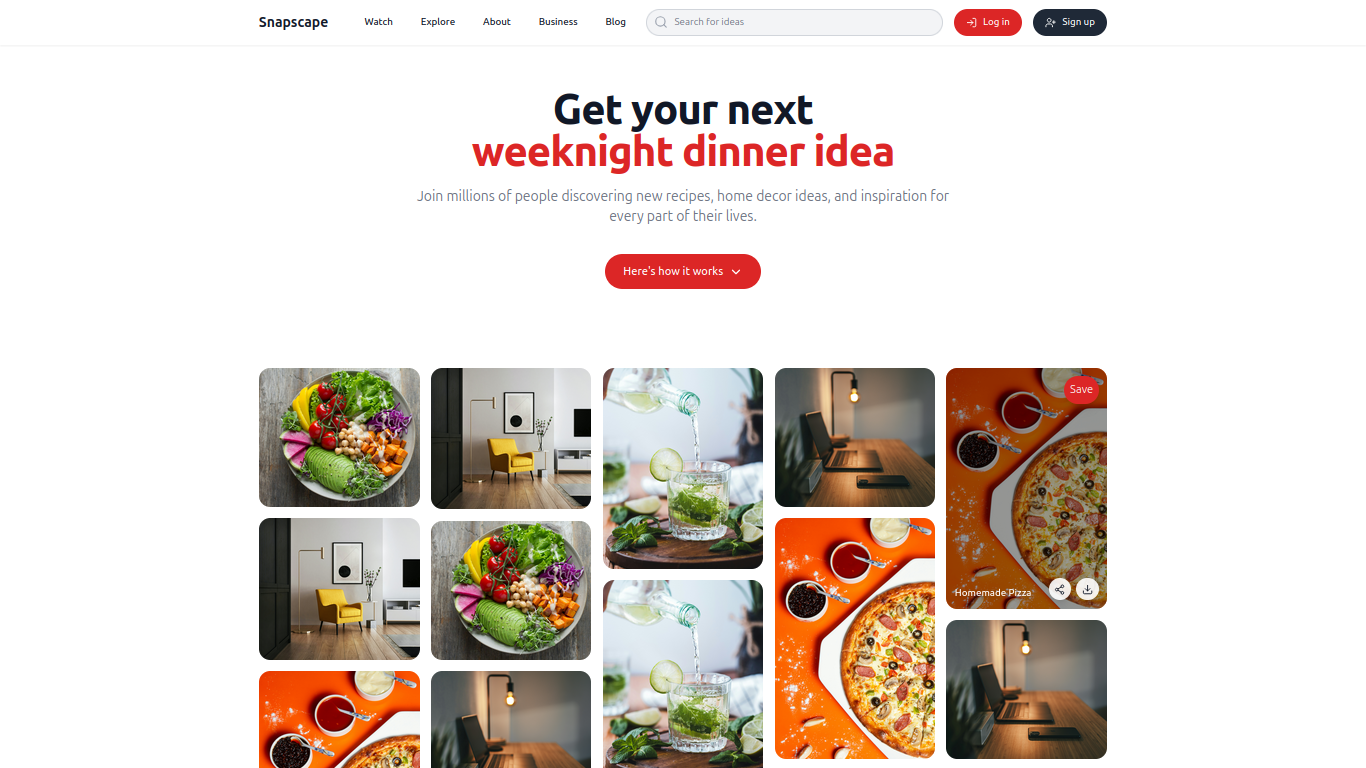 Snapscape
Watch
Explore
About
Business
Blog
Search for ideas
Log in
Sign up
Get your next
weeknight dinner idea
Join millions of people discovering new recipes, home decor ideas, and inspiration for
every part of their lives.
Here's how it works
Save
Homemade Pizza